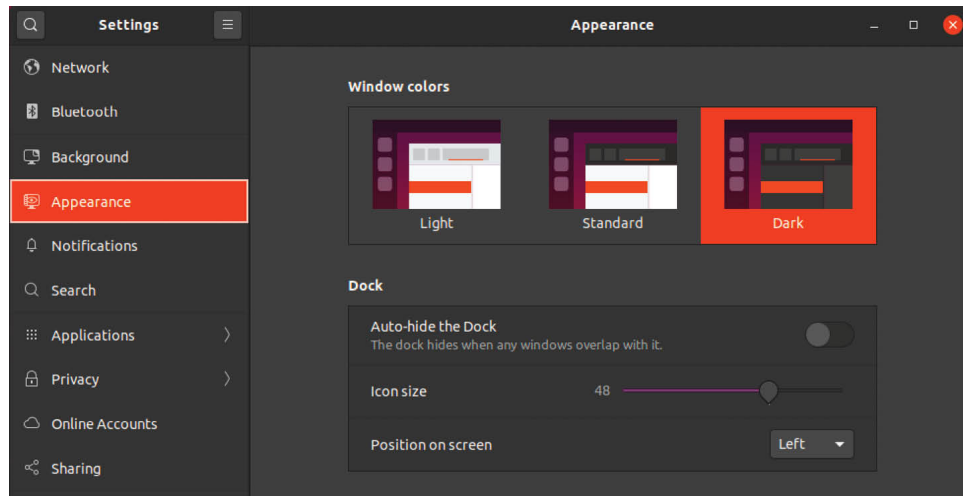 Settings
Appearance
Network
Bluetooth
Background
Appearance
Notifications
Search
Applications
Privacy
Online Accounts
Sharing
Window colors
Light Standard Dark
Dock
Auto-hide the Dock
The dock hides when any windows overlap with it.
Icon size 48
Position on screen Left